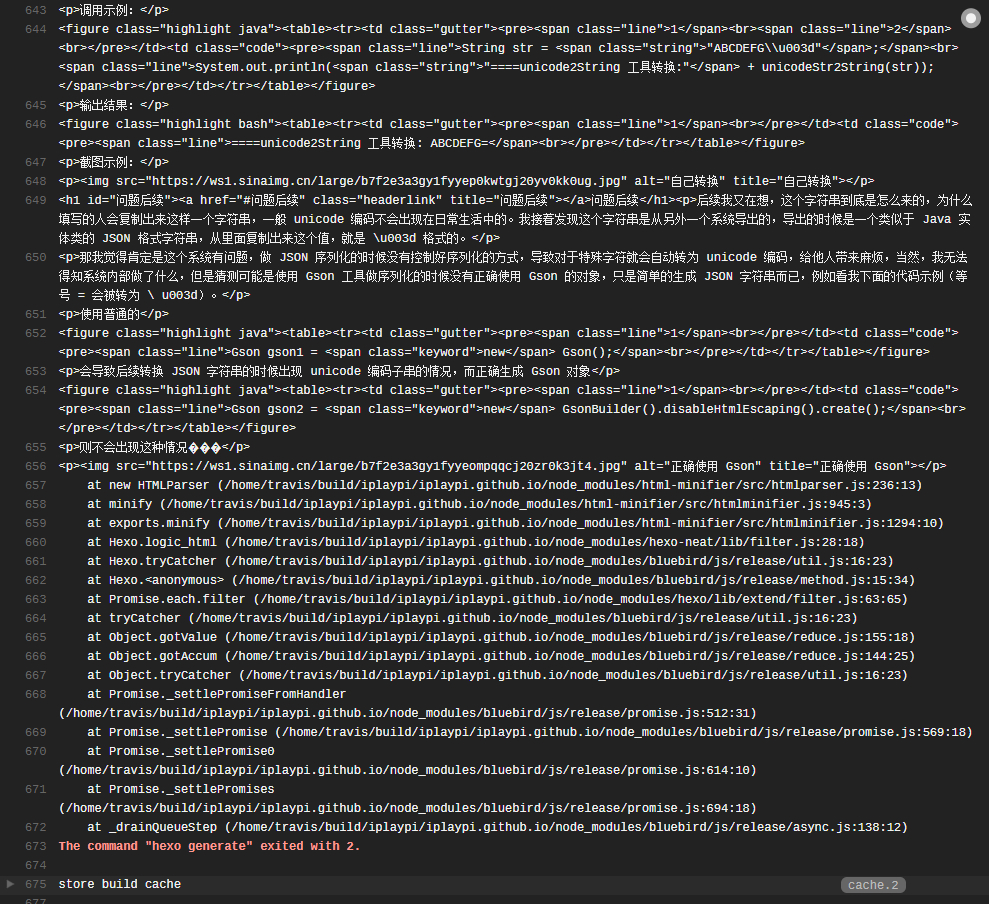 643 <p>调用示例：</p>
644 <figure class="highlight java"><table><tr><td class="gutter"><pre><span class="line">1</span><br><span class="line">2</span>
<br></pre></td><td class="code"><pre><span class="line">String str = <span class="string">"ABCDEFG\\u003d"</span>;</span><br>
<span class="line">System.out.println(<span class="string">"====unicode2String 工具转换:"</span> + unicodeStr2String(str));
</span><br></pre></td></tr></table></figure>
645 <p>输出结果：</p>
646 <figure class="highlight bash"><table><tr><td class="gutter"><pre><span class="line">1</span><br></pre></td><td class="code">
<pre><span class="line">====unicode2String 工具转换: ABCDEFG=</span><br></pre></td></tr></table></figure>
647 <p>截图示例：</p>
648 <p><img src="https://ws1.sinaimg.cn/large/b7f2e3a3gy1fyyep0kwtgj20yv0kk0ug.jpg" alt="自己转换" title="自己转换"></p>
649 <h1 id="问题后续"><a href="#问题后续" class="headerlink" title="问题后续"></a>问题后续</h1><p>后续我又在想，这个字符串到底是怎么来的，为什么
填写的人会复制出来这样一个字符串，一般 unicode 编码不会出现在日常生活中的。我接着发现这个字符串是从另外一个系统导出的，导出的时候是一个类似于 Java 实
体类的 JSON 格式字符串，从里面复制出来这个值，就是 \u003d 格式的。</p>
650 <p>那我觉得肯定是这个系统有问题，做 JSON 序列化的时候没有控制好序列化的方式，导致对于特殊字符就会自动转为 unicode 编码，给他人带来麻烦，当然，我无法
得知系统内部做了什么，但是猜测可能是使用 Gson 工具做序列化的时候没有正确使用 Gson 的对象，只是简单的生成 JSON 字符串而已，例如看我下面的代码示例（等
号 = 会被转为 \ u003d）。</p>
651 <p>使用普通的</p>
652 <figure class="highlight java"><table><tr><td class="gutter"><pre><span class="line">1</span><br></pre></td><td class="code">
<pre><span class="line">Gson gson1 = <span class="keyword">new</span> Gson();</span><br></pre></td></tr></table></figure>
653 <p>会导致后续转换 JSON 字符串的时候出现 unicode 编码子串的情况，而正确生成 Gson 对象</p>
654 <figure class="highlight java"><table><tr><td class="gutter"><pre><span class="line">1</span><br></pre></td><td class="code">
<pre><span class="line">Gson gson2 = <span class="keyword">new</span> GsonBuilder().disableHtmlEscaping().create();</span><br>
</pre></td></tr></table></figure>
655 <p>则不会出现这种情况���</p>
656 <p><img src="https://ws1.sinaimg.cn/large/b7f2e3a3gy1fyyeompqqcj20zr0k3jt4.jpg" alt="正确使用 Gson" title="正确使用 Gson"></p>
657 at new HTMLParser (/home/travis/build/iplaypi/iplaypi.github.io/node_modules/html-minifier/src/htmlparser.js:236:13)
658 at minify (/home/travis/build/iplaypi/iplaypi.github.io/node_modules/html-minifier/src/htmlminifier.js:945:3)
659 at exports.minify (/home/travis/build/iplaypi/iplaypi.github.io/node_modules/html-minifier/src/htmlminifier.js:1294:10)
660 at Hexo.logic_html (/home/travis/build/iplaypi/iplaypi.github.io/node_modules/hexo-neat/lib/filter.js:28:18)
661 at Hexo.tryCatcher (/home/travis/build/iplaypi/iplaypi.github.io/node_modules/bluebird/js/release/util.js:16:23)
662 at Hexo.<anonymous> (/home/travis/build/iplaypi/iplaypi.github.io/node_modules/bluebird/js/release/method.js:15:34)
663 at Promise.each.filter (/home/travis/build/iplaypi/iplaypi.github.io/node_modules/hexo/lib/extend/filter.js:63:65)
664 at tryCatcher (/home/travis/build/iplaypi/iplaypi.github.io/node_modules/bluebird/js/release/util.js:16:23)
665 at Object.gotValue (/home/travis/build/iplaypi/iplaypi.github.io/node_modules/bluebird/js/release/reduce.js:155:18)
666 at Object.gotAccum (/home/travis/build/iplaypi/iplaypi.github.io/node_modules/bluebird/js/release/reduce.js:144:25)
667 at Object.tryCatcher (/home/travis/build/iplaypi/iplaypi.github.io/node_modules/bluebird/js/release/util.js:16:23)
668 at Promise._settlePromiseFromHandler
(/home/travis/build/iplaypi/iplaypi.github.io/node_modules/bluebird/js/release/promise.js:512:31)
669 at Promise._settlePromise (/home/travis/build/iplaypi/iplaypi.github.io/node_modules/bluebird/js/release/promise.js:569:18)
670 at Promise._settlePromise0
(/home/travis/build/iplaypi/iplaypi.github.io/node_modules/bluebird/js/release/promise.js:614:10)
671 at Promise._settlePromises
(/home/travis/build/iplaypi/iplaypi.github.io/node_modules/bluebird/js/release/promise.js:694:18)
672 at _drainQueueStep (/home/travis/build/iplaypi/iplaypi.github.io/node_modules/bluebird/js/release/async.js:138:12)
673 The command "hexo generate" exited with 2.
674
675 store build cache cache.2
677